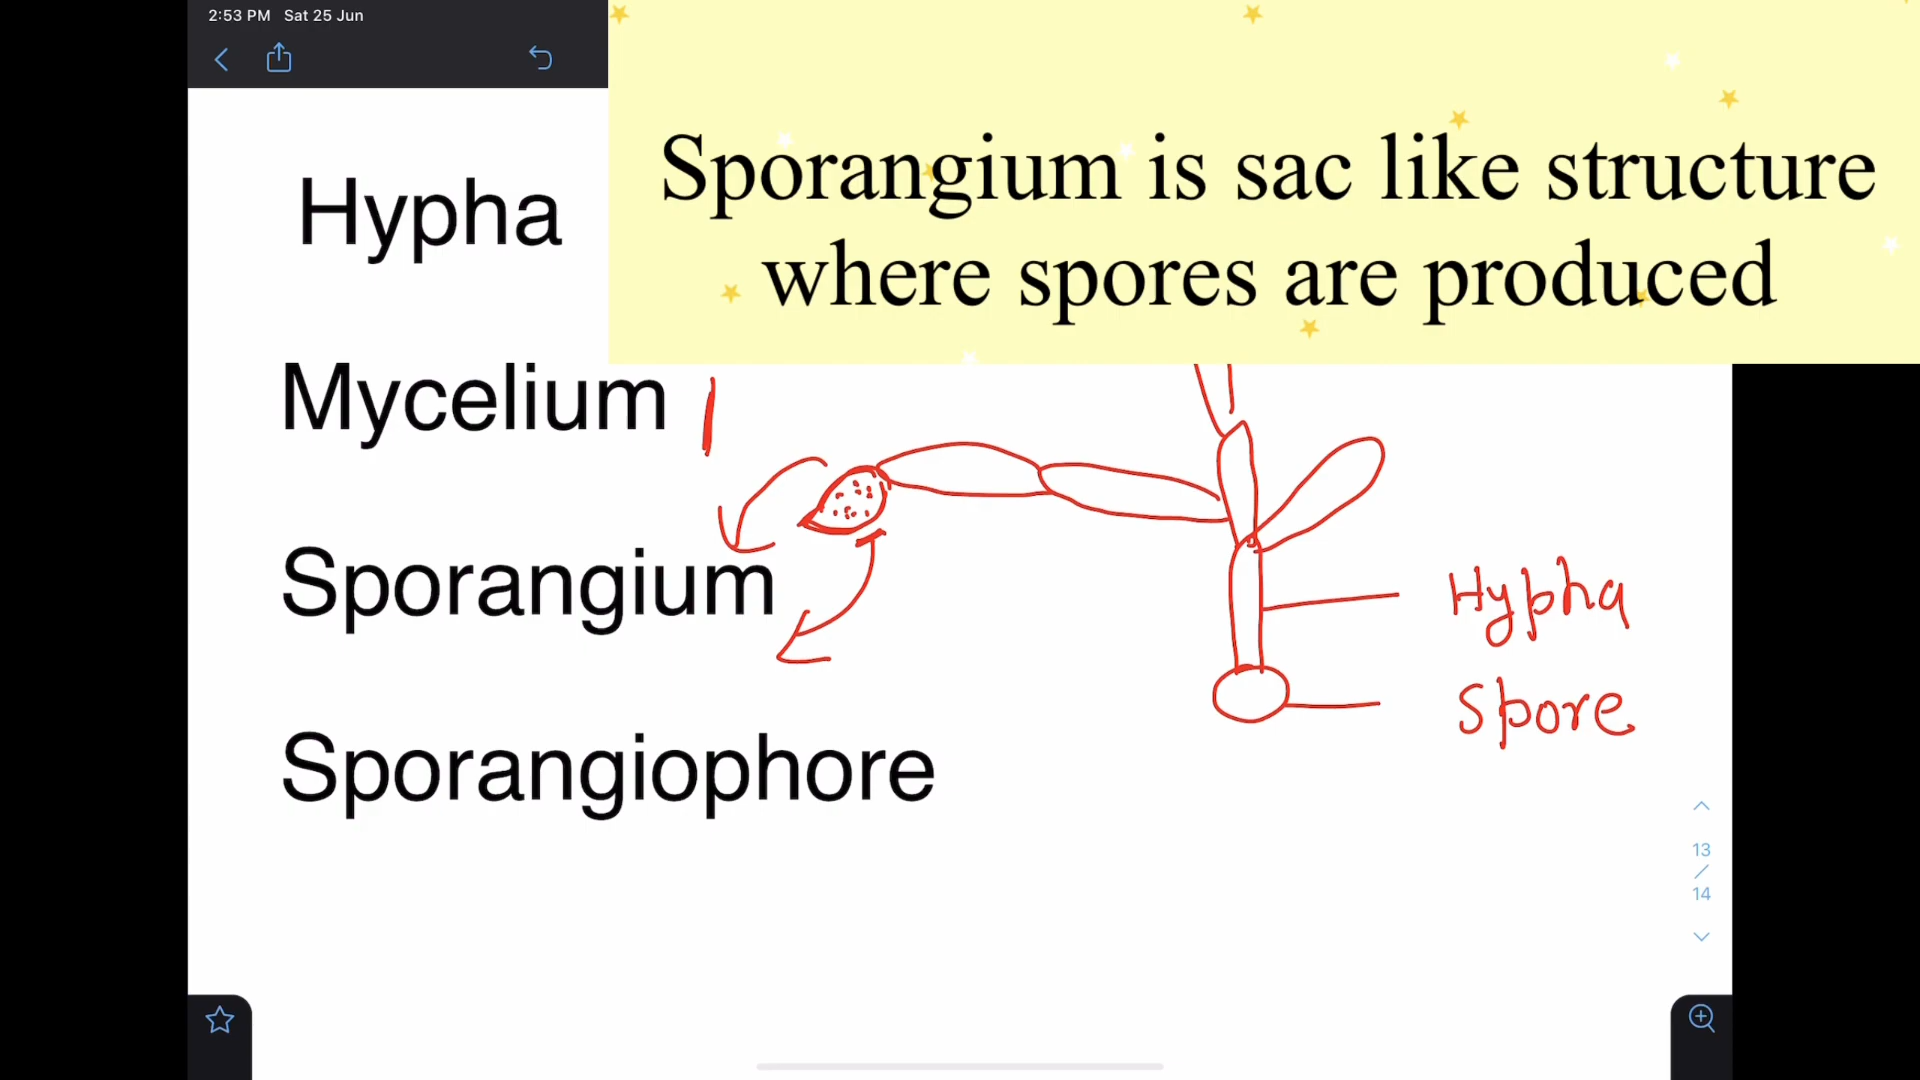 2:53 PM Sat 25 Jun
Sporangium is sac like structure
where spores are produced
Hypha
Mycelium
Sporangium
Sporangiophore
Hypha
Spore
13
/
14